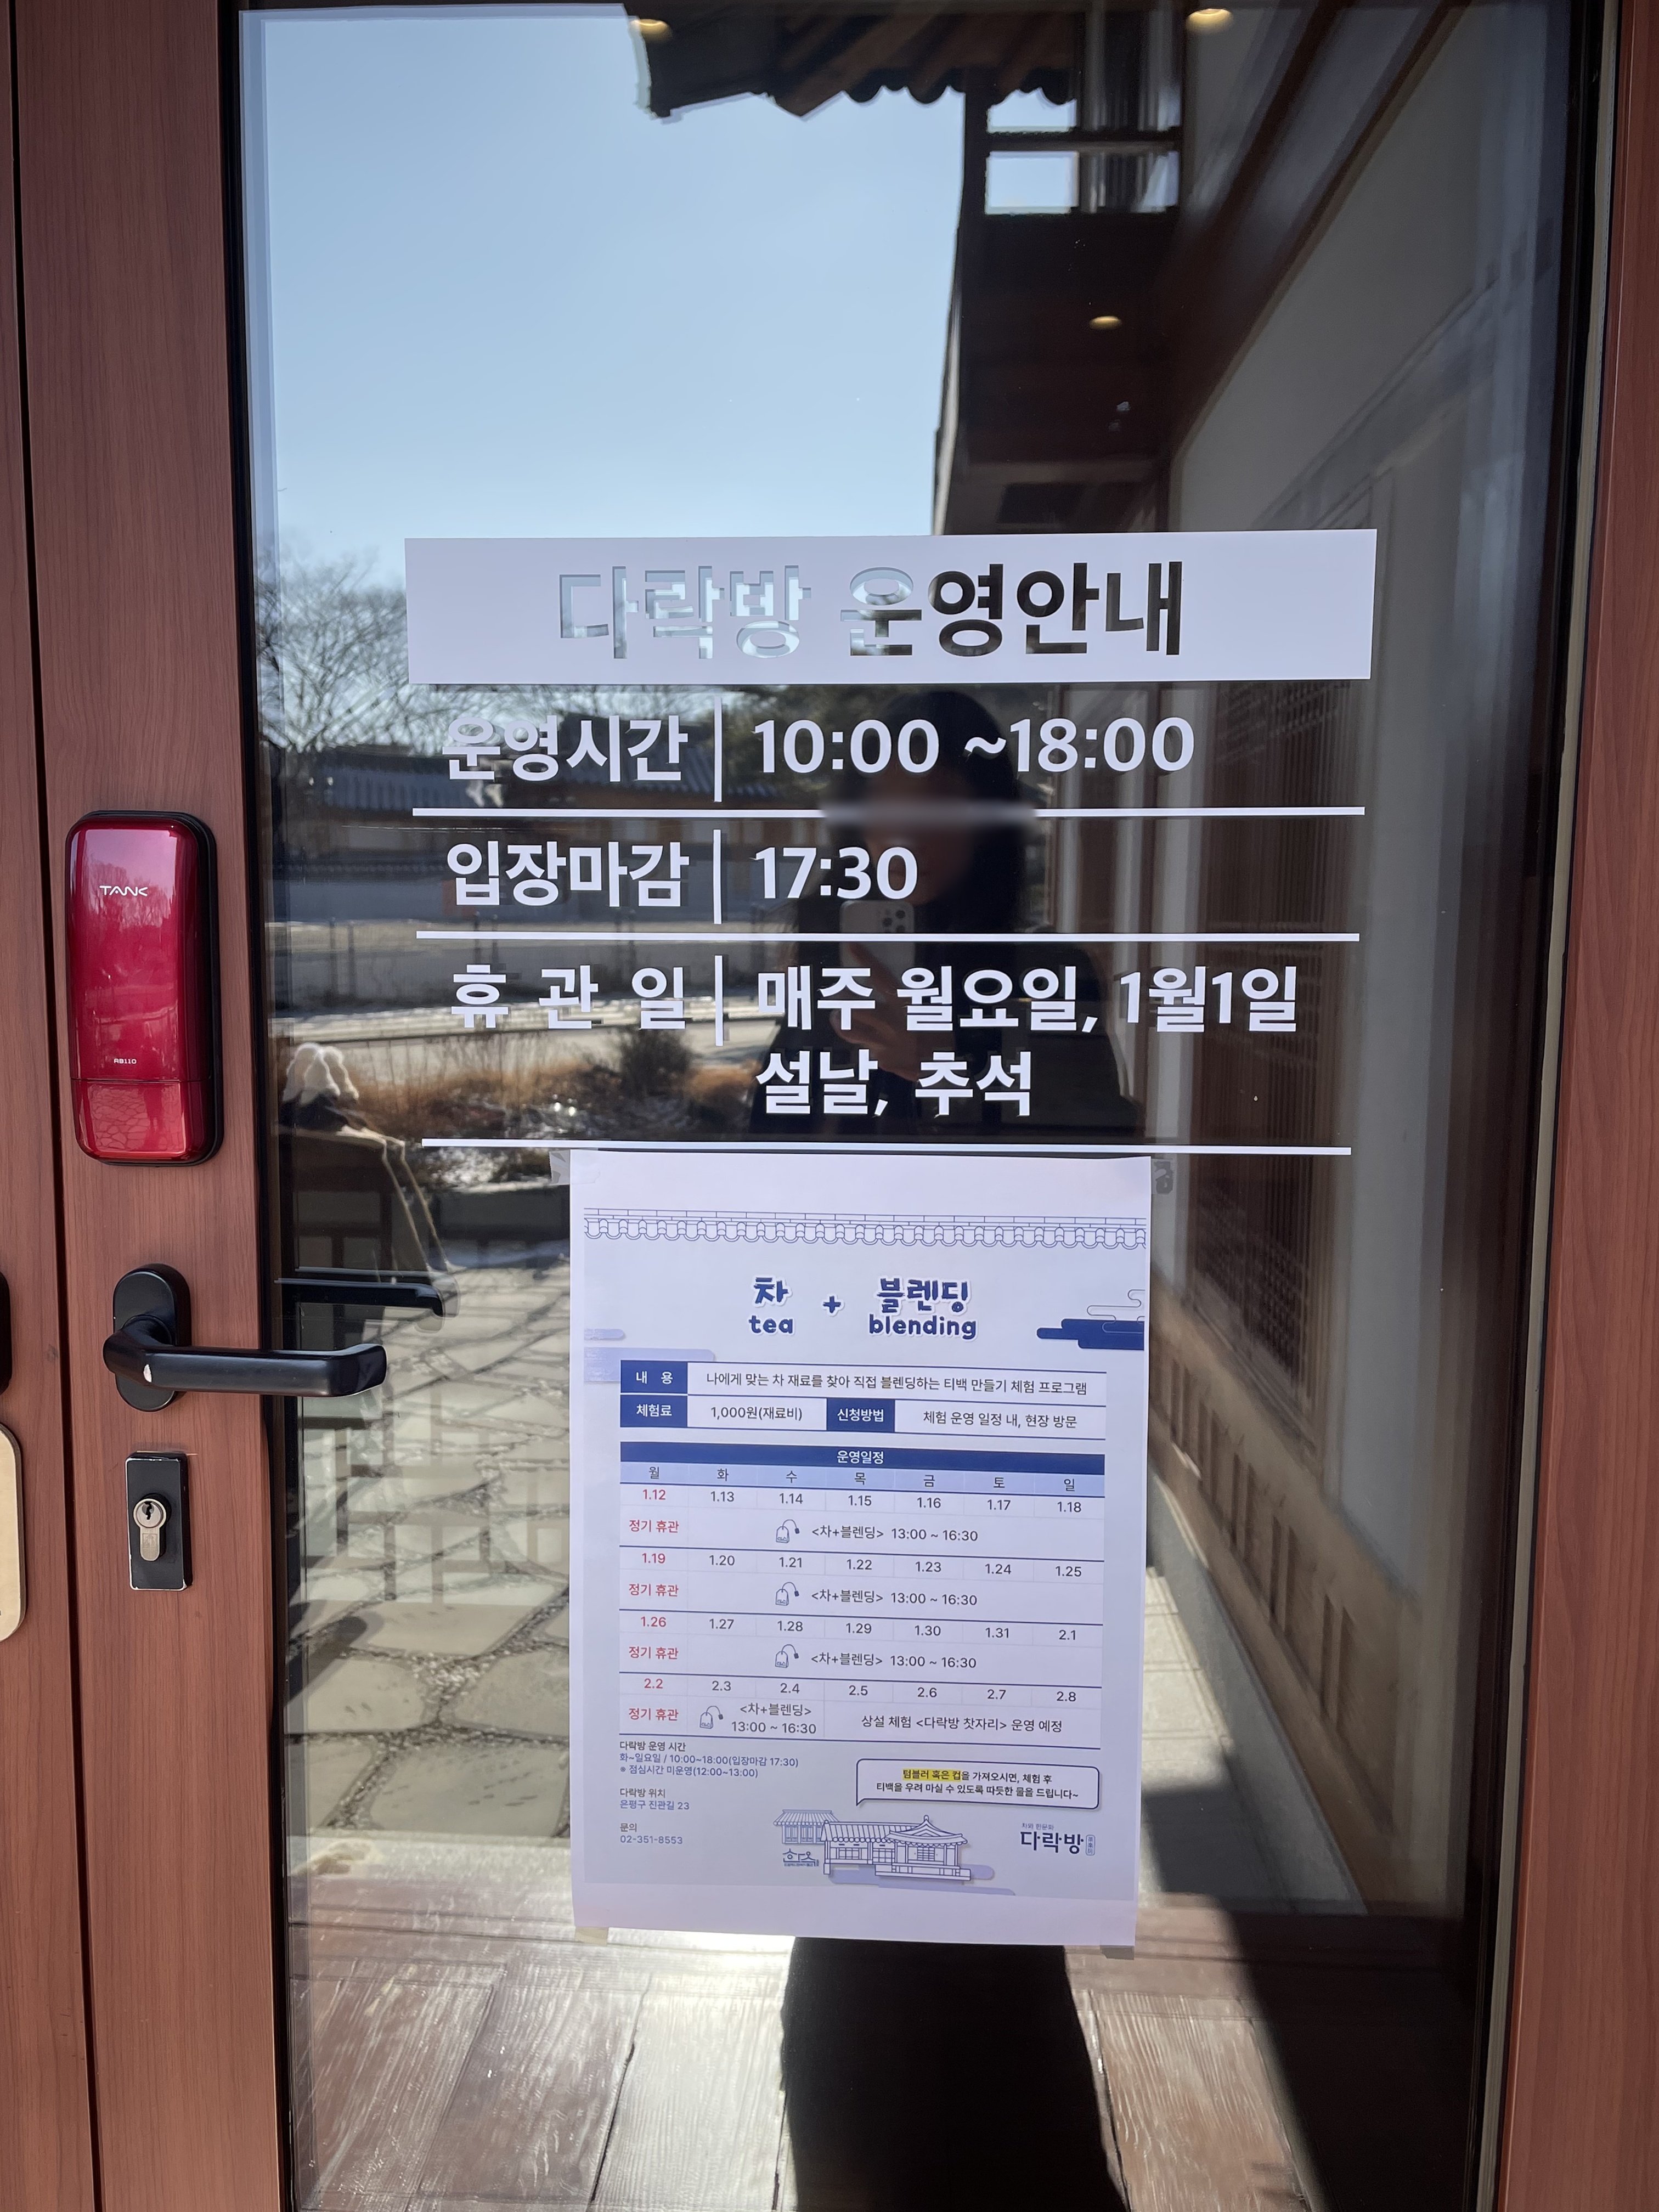 다락방 운영안내
운영시간 10:00 ~18:00
입장마감 17:30
휴 관 일 매주 월요일, 1월1일
설날, 추석
TANK
RB110
차 + 블렌딩
tea blending
내 용 나에게 맞는 차 재료를 찾아 직접 블렌딩하는 티백 만들기 체험 프로그램
체험료 1,000원(재료비) 신청방법 체험 운영 일정 내, 현장 방문
운영일정
월 화 수 목 금 토 일
1.12 1.13 1.14 1.15 1.16 1.17 1.18
정기 휴관 <차+블렌딩> 13:00 ~ 16:30
1.19 1.20 1.21 1.22 1.23 1.24 1.25
정기 휴관 <차+블렌딩> 13:00 ~ 16:30
1.26 1.27 1.28 1.29 1.30 1.31 2.1
정기 휴관 <차+블렌딩> 13:00 ~ 16:30
2.2 2.3 2.4 2.5 2.6 2.7 2.8
정기 휴관 <차+블렌딩> 13:00 ~ 16:30 상설 체험 <다락방 찻자리> 운영 예정
다락방 운영 시간
화~일요일 / 10:00~18:00(입장마감 17:30)
※ 점심시간 미운영(12:00~13:00)
텀블러 혹은 컵을 가져오시면, 체험 후
티백을 우려 마실 수 있도록 따듯한 물을 드립니다~
다락방 위치
은평구 진관길 23
문의
02-351-8553
다락방